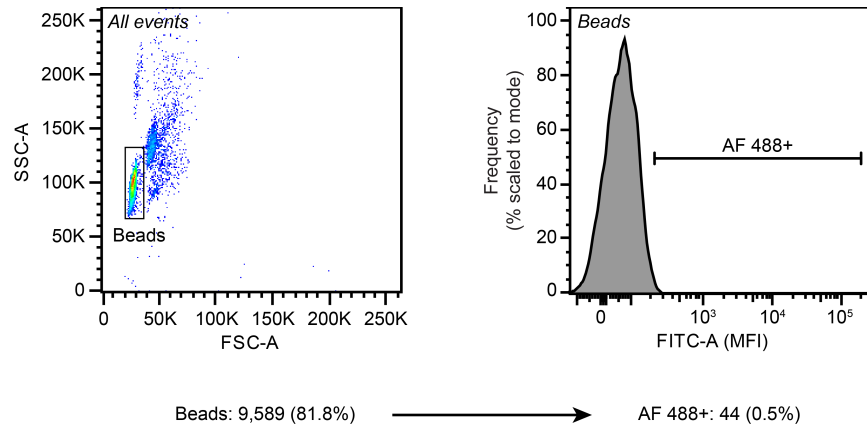 All events
250K
200K
150K
100K
50K
0
SSC-A
Beads
0 50K 100K 150K 200K 250K
FSC-A
Beads
100
80
60
40
20
0
Frequency
(% scaled to mode)
AF 488+
0 10³ 10⁴ 10⁵
FITC-A (MFI)
Beads: 9,589 (81.8%)
AF 488+: 44 (0.5%)